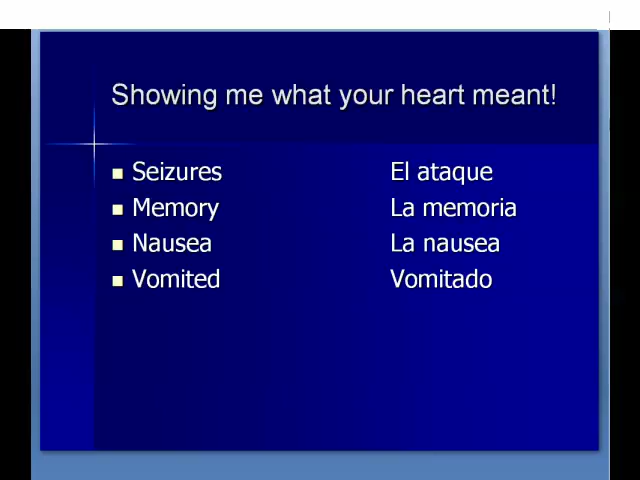 Showing me what your heart meant!
Seizures El ataque
Memory La memoria
Nausea La nausea
Vomited Vomitado